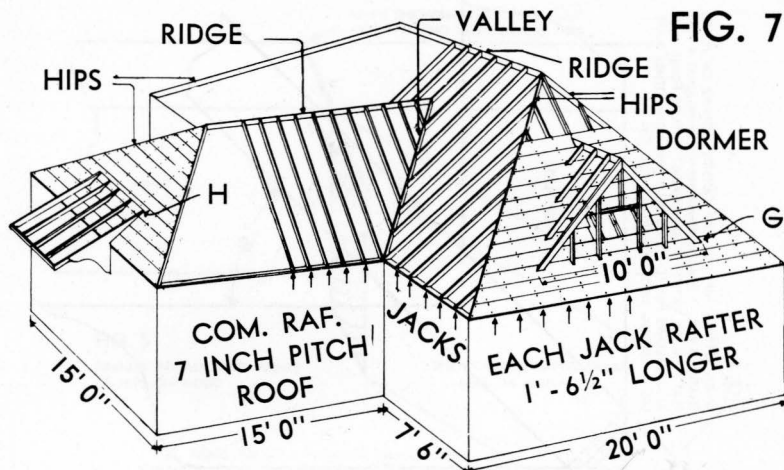 FIG. 7
RIDGE
VALLEY
RIDGE
HIPS
HIPS
DORMER
H
G
10' 0"
COM. RAF.
7 INCH PITCH
ROOF
JACKS
EACH JACK RAFTER
1' - 6½" LONGER
15' 0"
15' 0"
7' 6"
20' 0"